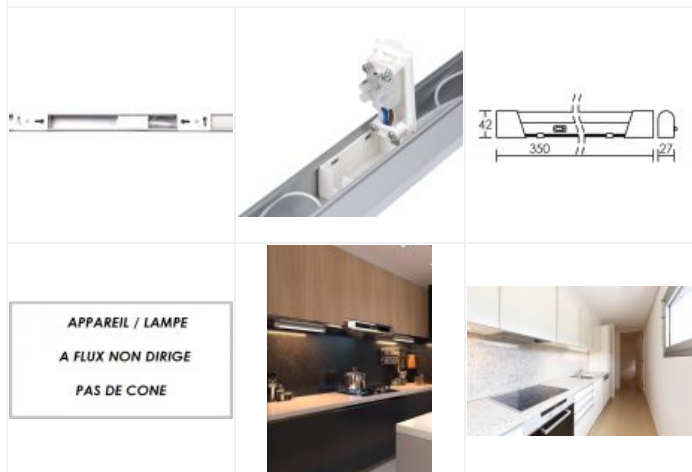 42
350
27
APPAREIL / LAMPE
A FLUX NON DIRIGE
PAS DE CONE